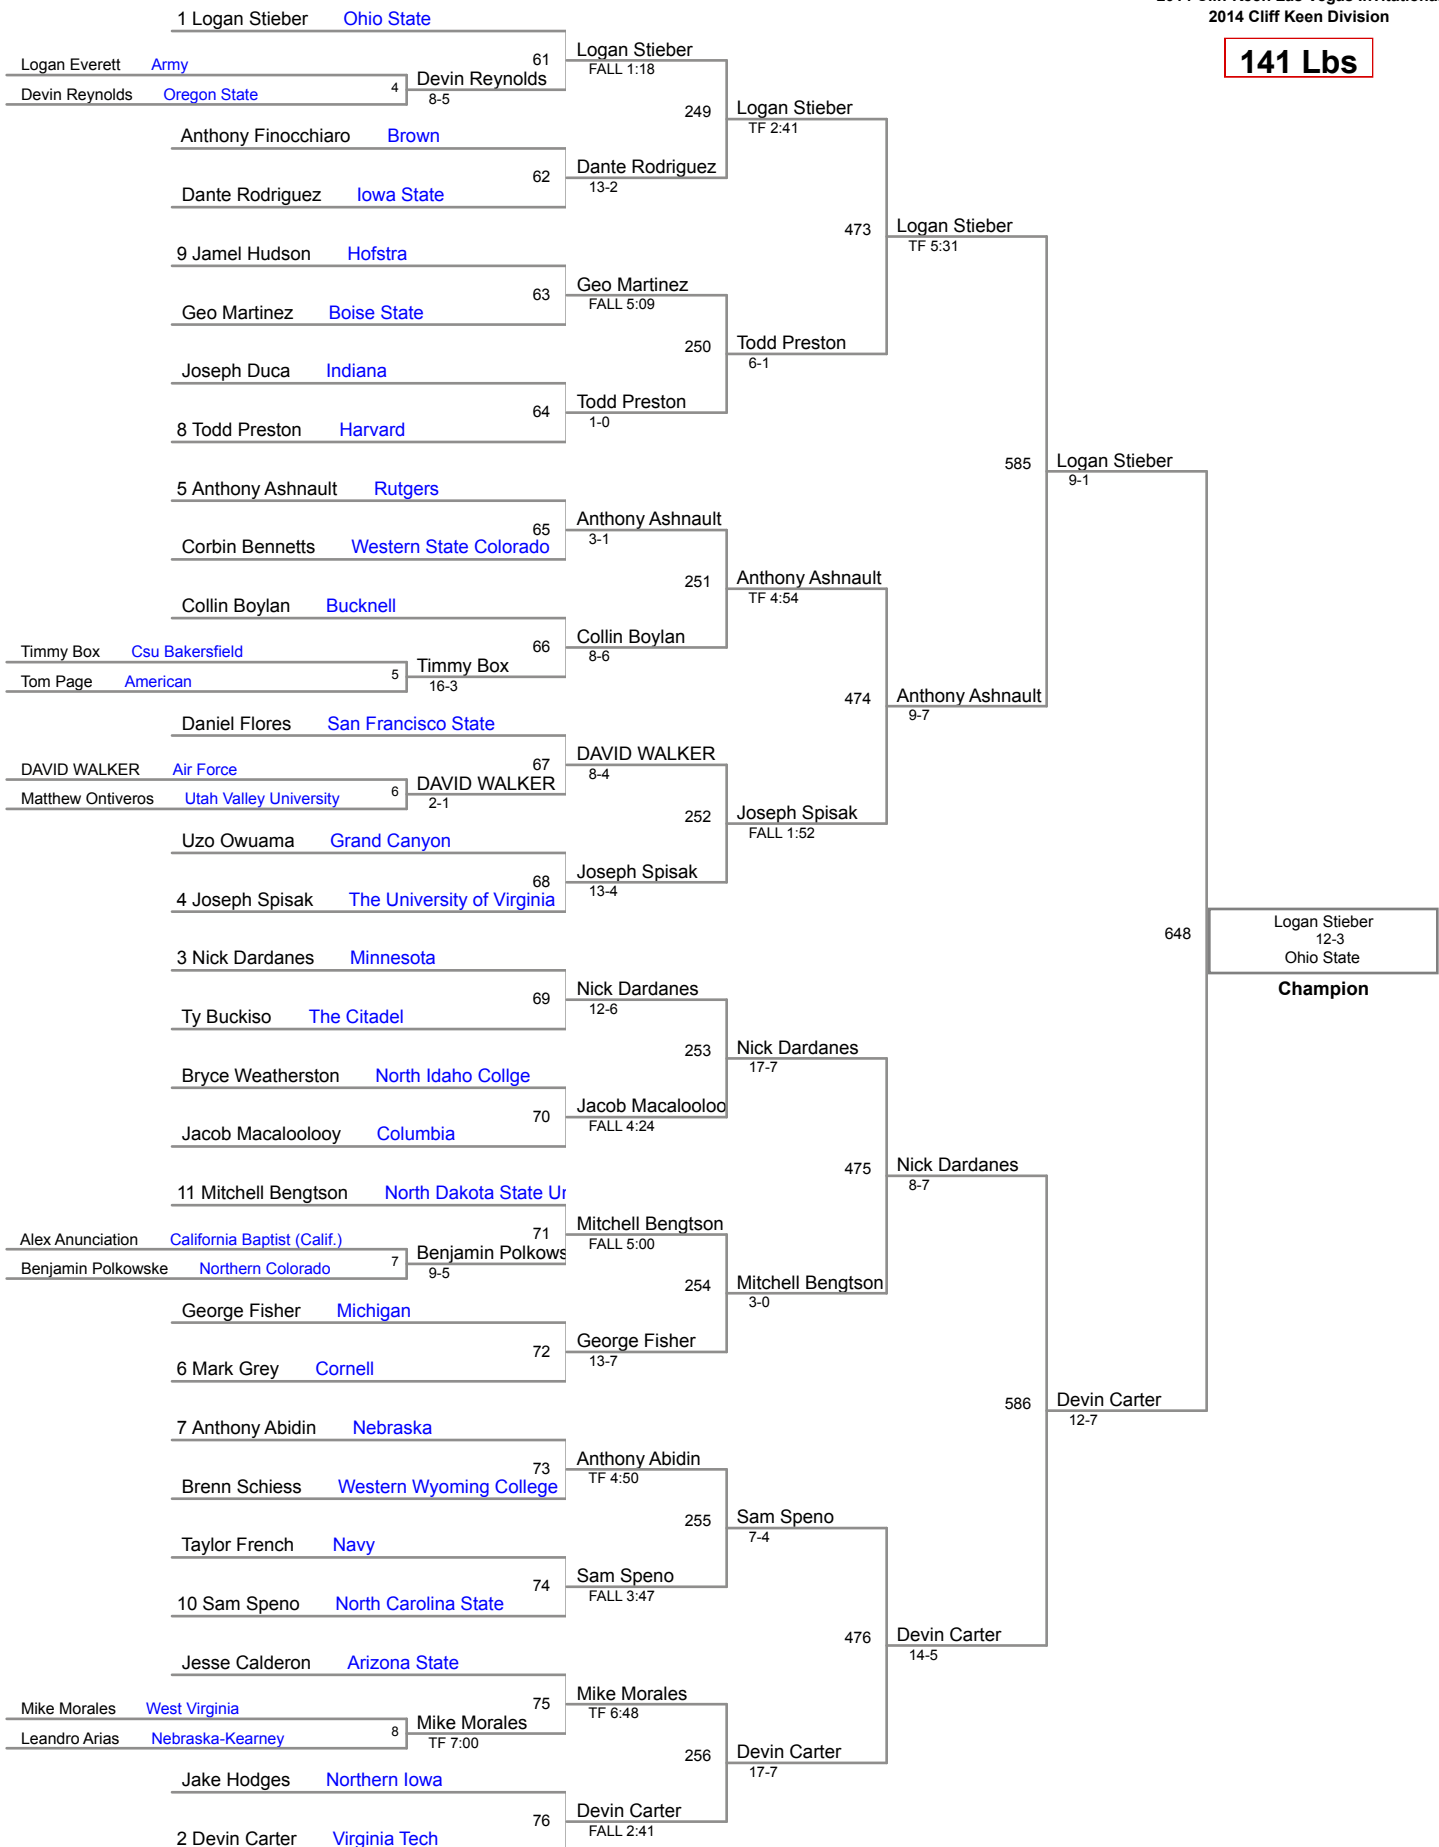 2014 Cliff Keen Division
141 Lbs
1 Logan Stieber Ohio State
Logan Everett Army
Devin Reynolds Oregon State
4
Devin Reynolds
8-5
61
Logan Stieber
FALL 1:18
Anthony Finocchiaro Brown
Dante Rodriguez Iowa State
62
Dante Rodriguez
13-2
249
Logan Stieber
TF 2:41
9 Jamel Hudson Hofstra
Geo Martinez Boise State
63
Geo Martinez
FALL 5:09
Joseph Duca Indiana
8 Todd Preston Harvard
64
Todd Preston
1-0
250
Todd Preston
6-1
473
Logan Stieber
TF 5:31
5 Anthony Ashnault Rutgers
Corbin Bennetts Western State Colorado
65
Anthony Ashnault
3-1
Collin Boylan Bucknell
Timmy Box Csu Bakersfield
Tom Page American
5
Timmy Box
16-3
66
Collin Boylan
8-6
251
Anthony Ashnault
TF 4:54
Daniel Flores San Francisco State
DAVID WALKER Air Force
Matthew Ontiveros Utah Valley University
6
DAVID WALKER
2-1
67
DAVID WALKER
8-4
Uzo Owuama Grand Canyon
4 Joseph Spisak The University of Virginia
68
Joseph Spisak
13-4
252
Joseph Spisak
FALL 1:52
474
Anthony Ashnault
9-7
585
Logan Stieber
9-1
3 Nick Dardanes Minnesota
Ty Buckiso The Citadel
69
Nick Dardanes
12-6
Bryce Weatherston North Idaho Collge
Jacob Macaloolooy Columbia
70
Jacob Macalooloo
FALL 4:24
253
Nick Dardanes
17-7
11 Mitchell Bengtson North Dakota State Ur
Alex Anunciation California Baptist (Calif.)
Benjamin Polkowske Northern Colorado
7
Benjamin Polkows
9-5
71
Mitchell Bengtson
FALL 5:00
George Fisher Michigan
6 Mark Grey Cornell
72
George Fisher
13-7
254
Mitchell Bengtson
3-0
475
Nick Dardanes
8-7
7 Anthony Abidin Nebraska
Brenn Schiess Western Wyoming College
73
Anthony Abidin
TF 4:50
Taylor French Navy
10 Sam Speno North Carolina State
74
Sam Speno
FALL 3:47
255
Sam Speno
7-4
Jesse Calderon Arizona State
Mike Morales West Virginia
Leandro Arias Nebraska-Kearney
8
Mike Morales
TF 7:00
75
Mike Morales
TF 6:48
Jake Hodges Northern Iowa
2 Devin Carter Virginia Tech
76
Devin Carter
FALL 2:41
256
Devin Carter
17-7
476
Devin Carter
14-5
586
Devin Carter
12-7
648
Logan Stieber
12-3
Ohio State
Champion